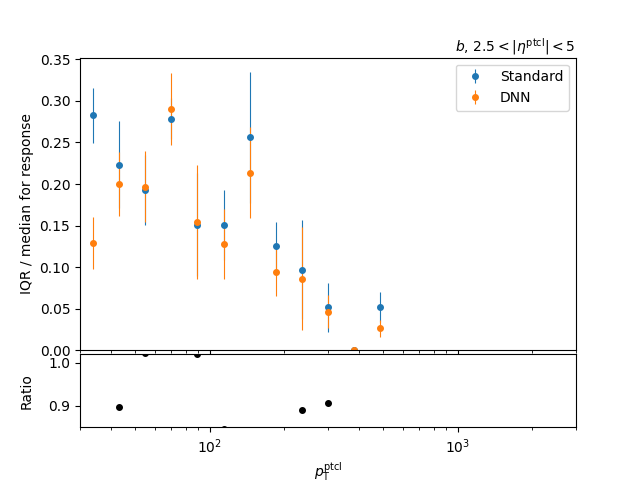 b, 2.5 < |η^ptcl| < 5
0.35
0.30
0.25
0.20
0.15
0.10
0.05
0.00
IQR / median for response
Standard
DNN
1.0
0.9
Ratio
10^2
10^3
p_T^ptcl